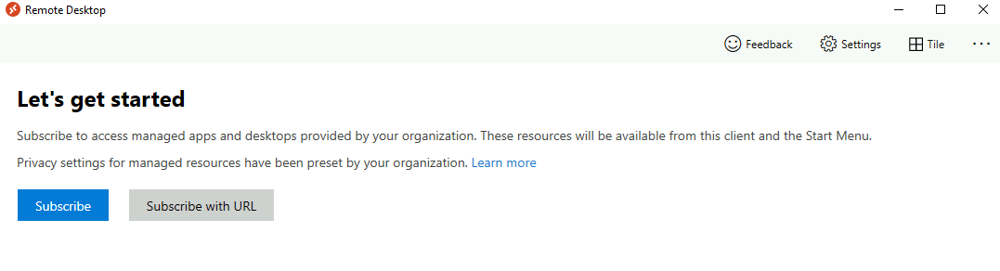 Remote Desktop
Feedback Settings Tile
Let's get started
Subscribe to access managed apps and desktops provided by your organization. These resources will be available from this client and the Start Menu.
Privacy settings for managed resources have been preset by your organization. Learn more
Subscribe Subscribe with URL